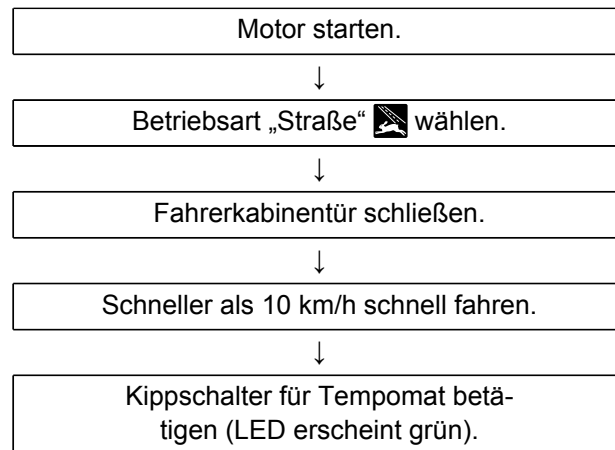 Motor starten.
↓
Betriebsart „Straße“ wählen.
↓
Fahrerkabinentür schließen.
↓
Schneller als 10 km/h schnell fahren.
↓
Kippschalter für Tempomat betä-
tigen (LED erscheint grün).